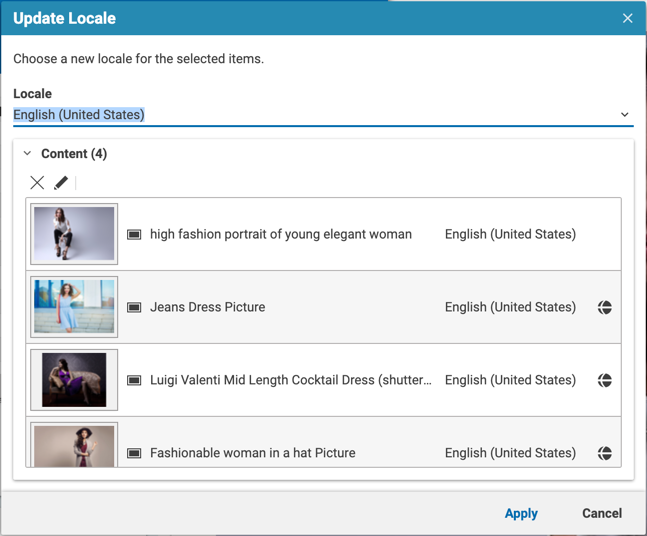 Update Locale
Choose a new locale for the selected items.
Locale
English (United States)
Content (4)
high fashion portrait of young elegant woman English (United States)
Jeans Dress Picture English (United States)
Luigi Valenti Mid Length Cocktail Dress (shutter... English (United States)
Fashionable woman in a hat Picture English (United States)
Apply Cancel